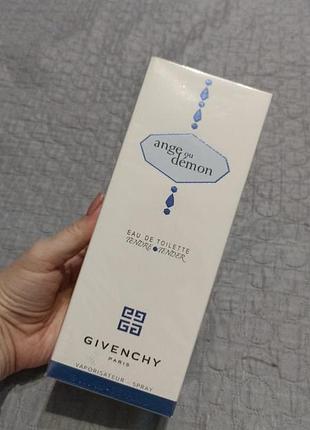 ange ou
démon
EAU DE TOILETTE
TENDRE TENDER
GIVENCHY
PARIS
VAPORISATEUR - SPRAY